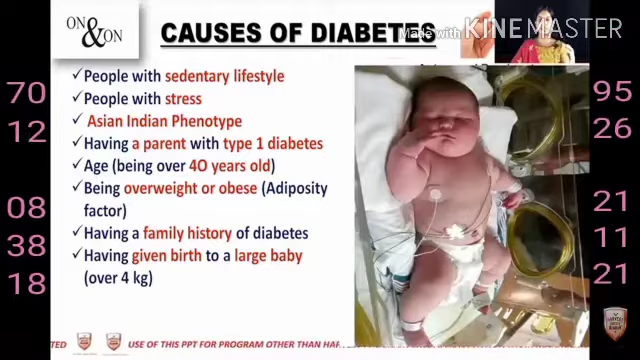 ON
&
ON
CAUSES OF DIABETES
Made with KINEMASTER
✓People with sedentary lifestyle
✓People with stress
✓ Asian Indian Phenotype
✓Having a parent with type 1 diabetes
✓Age (being over 4O years old)
✓Being overweight or obese (Adiposity
factor)
✓Having a family history of diabetes
✓Having given birth to a large baby
(over 4 kg)
70
12
08
38
18
95
26
21
11
21
USE OF THIS PPT FOR PROGRAM OTHER THAN